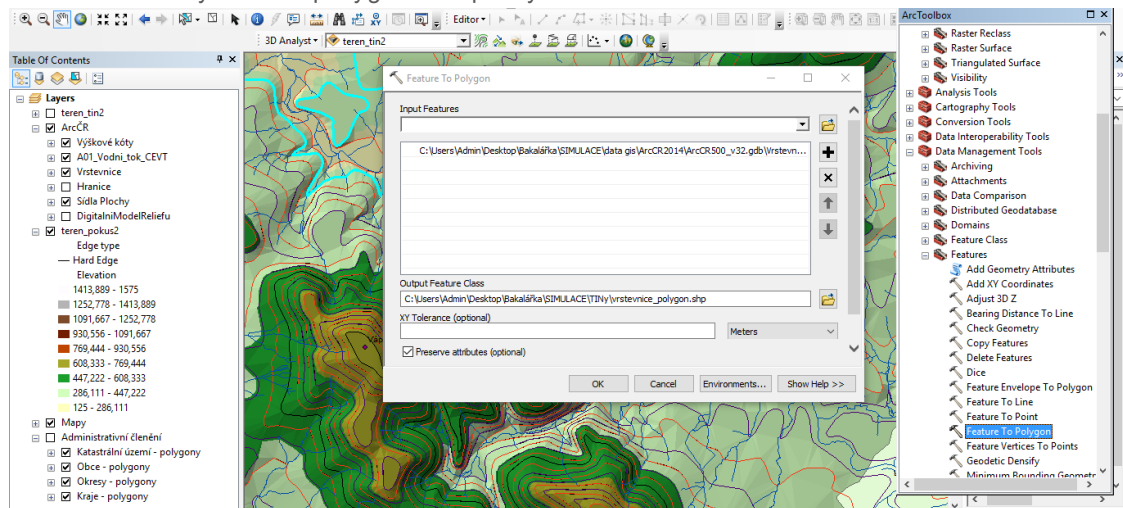 Editor
ArcToolbox
3D Analyst
teren_tin2
Table Of Contents
Layers
teren_tin2
ArcČR
Výškové kóty
A01_Vodni_tok_CEVT
Vrstevnice
Hranice
Sídla Plochy
DigitalniModelReliefu
teren_pokus2
Edge type
Hard Edge
Elevation
1413,889 - 1575
1252,778 - 1413,889
1091,667 - 1252,778
930,556 - 1091,667
769,444 - 930,556
608,333 - 769,444
447,222 - 608,333
286,111 - 447,222
125 - 286,111
Mapy
Administrativní členění
Katastrální území - polygony
Obce - polygony
Okresy - polygony
Kraje - polygony
Feature To Polygon
Input Features
C:\Users\Admin\Desktop\Bakalářka\SIMULACE\data gis\ArcCR2014\ArcCR500_v32.gdb\Vrstevn...
Output Feature Class
C:\Users\Admin\Desktop\Bakalářka\SIMULACE\TINy\vrstevnice_polygon.shp
XY Tolerance (optional)
Meters
Preserve attributes (optional)
OK
Cancel
Environments...
Show Help >>
Raster Reclass
Raster Surface
Triangulated Surface
Visibility
Analysis Tools
Cartography Tools
Conversion Tools
Data Interoperability Tools
Data Management Tools
Archiving
Attachments
Data Comparison
Distributed Geodatabase
Domains
Feature Class
Features
Add Geometry Attributes
Add XY Coordinates
Adjust 3D Z
Bearing Distance To Line
Check Geometry
Copy Features
Delete Features
Dice
Feature Envelope To Polygon
Feature To Line
Feature To Point
Feature To Polygon
Feature Vertices To Points
Geodetic Densify
Minimum Bounding Geometr